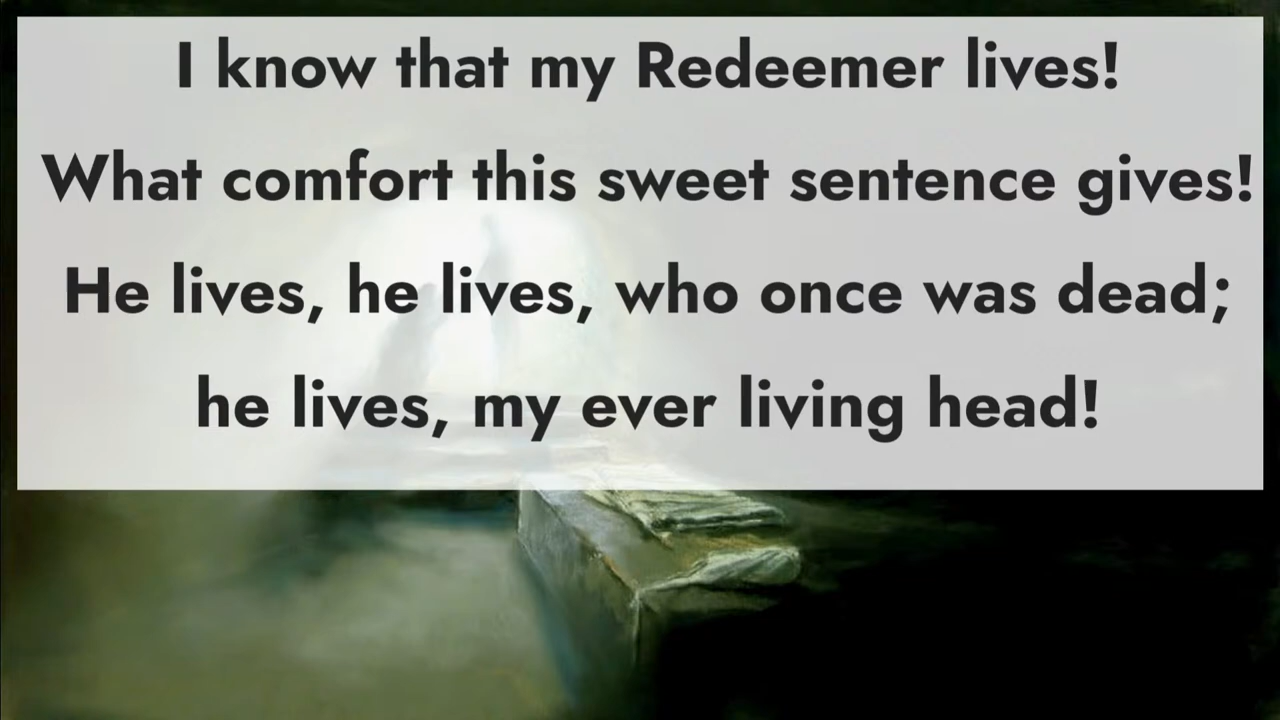 I know that my Redeemer lives!
What comfort this sweet sentence gives!
He lives, he lives, who once was dead;
he lives, my ever living head!